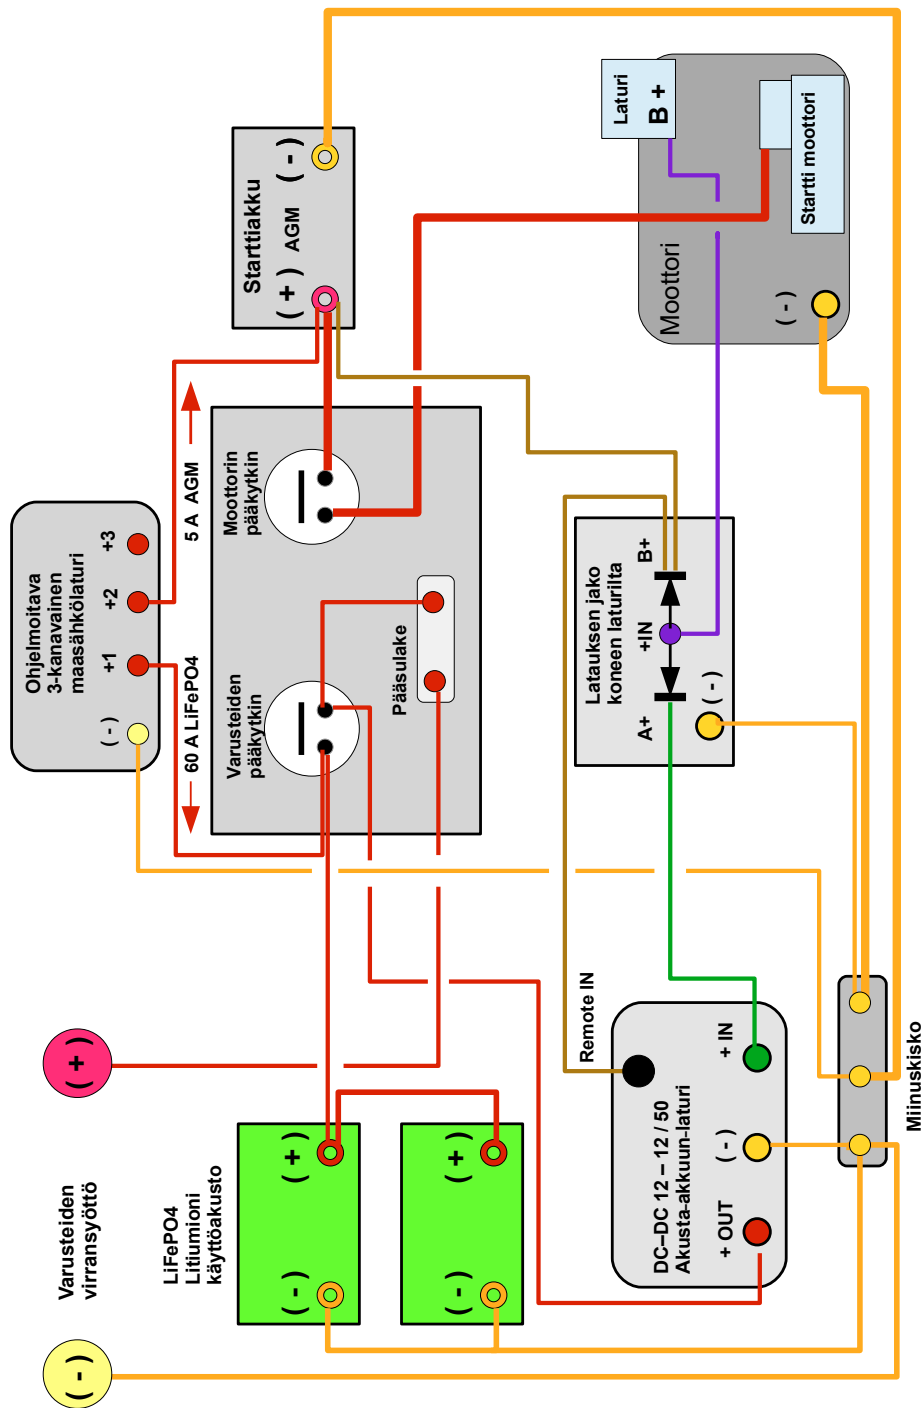 Varusteiden
virransyöttö
( - )
( + )
LiFePO4
Litiumioni
käyttöakusto
( - )
( + )
( - )
( + )
Ohjelmoitava
3-kanavainen
maasähkölaturi
( - )
+1
+2
+3
60 A LiFePO4
5 A AGM
Varusteiden
pääkytkin
Moottorin
pääkytkin
Pääsulake
Starttiakku
( + )
AGM
( - )
Remote IN
DC–DC 12 – 12 / 50
Akusta-akkuun-laturi
+ OUT
( - )
+ IN
Latauksen jako
koneen laturilta
A+
+IN
B+
( - )
Moottori
( - )
Laturi
B +
Startti moottori
Miinuskisko